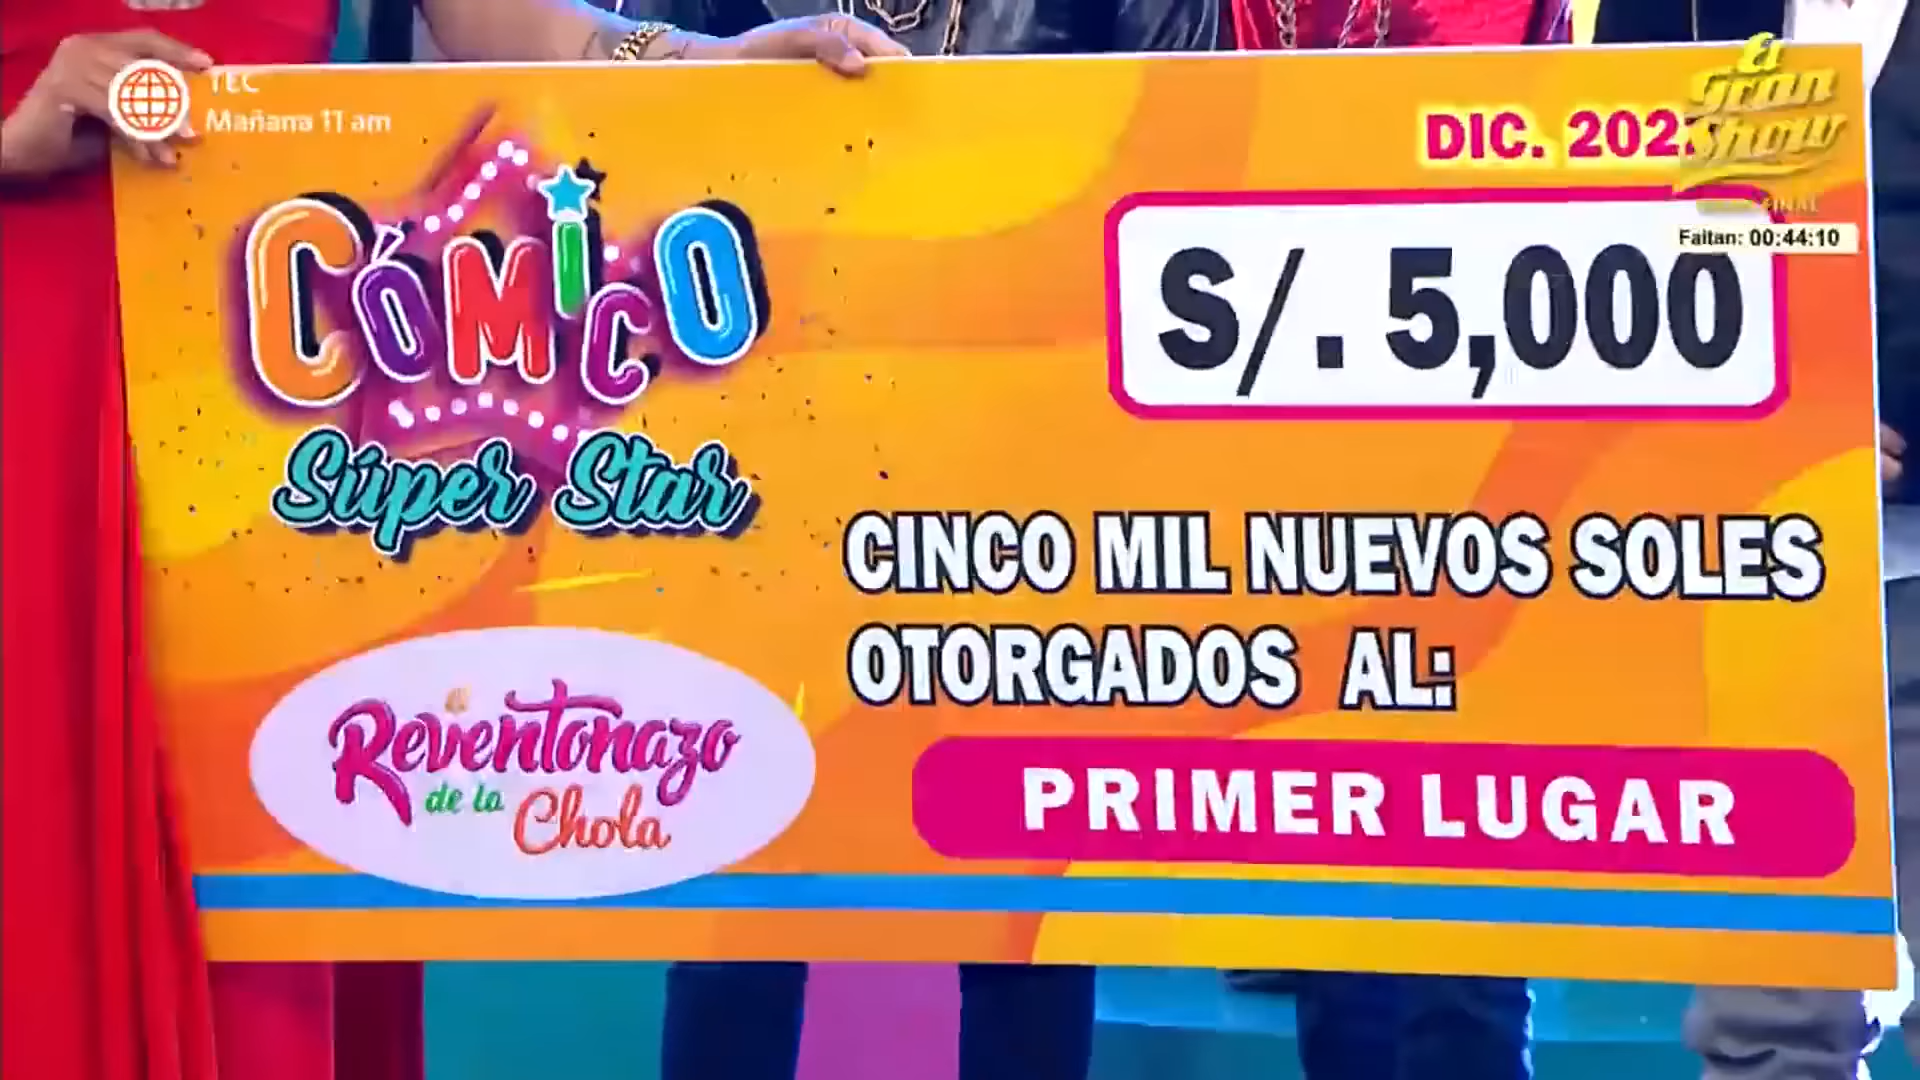 TEC
Mañana 11 am
El
Gran
Show
FINAL
Faltan: 00:44:10
DIC.
CÓMICO
Súper Star
S/. 5,000
CINCO MIL NUEVOS SOLES
OTORGADOS AL:
PRIMER LUGAR
El
Reventonazo
de la
Chola